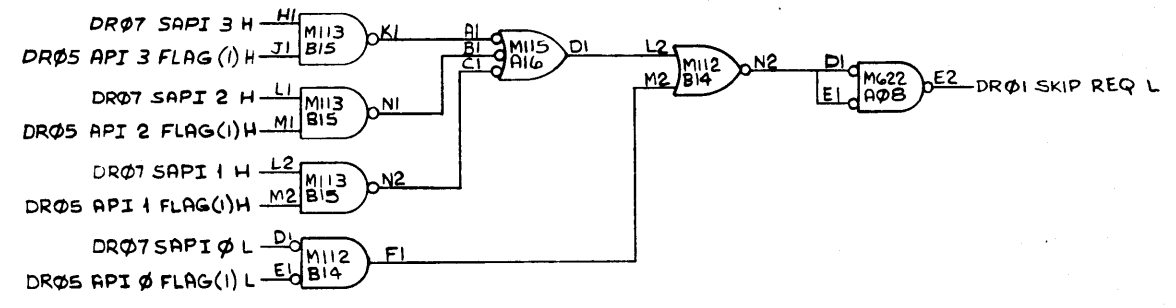 DRØ7 SAPI 3 H H1 M113 K1 A1 M115 D1 L2 M112 N2 D1 M622 E2 DRØ1 SKIP REQ L
DRØ5 API 3 FLAG (1) H J1 B15 B1 A16 M2 B14 E1 AØ8
C1
DRØ7 SAPI 2 H L1 M113 N1
DRØ5 API 2 FLAG(1)H M1 B15
DRØ7 SAPI 1 H L2 M113 N2
DRØ5 API 1 FLAG(1)H M2 B15
DRØ7 SAPI Ø L D1 M112 F1
DRØ5 API Ø FLAG(1) L E1 B14